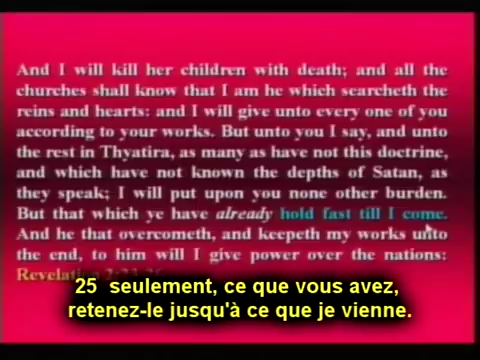 And I will kill her children with death; and all the
churches shall know that I am he which searcheth the
reins and hearts: and I will give unto every one of you
according to your works. But unto you I say, and unto
the rest in Thyatira, as many as have not this doctrine,
and which have not known the depths of Satan, as
they speak; I will put upon you none other burden.
But that which ye have already hold fast till I come.
And he that overcometh, and keepeth my works unto
the end, to him will I give power over the nations:
Revelation 2:23-26
25 seulement, ce que vous avez,
retenez-le jusqu'à ce que je vienne.